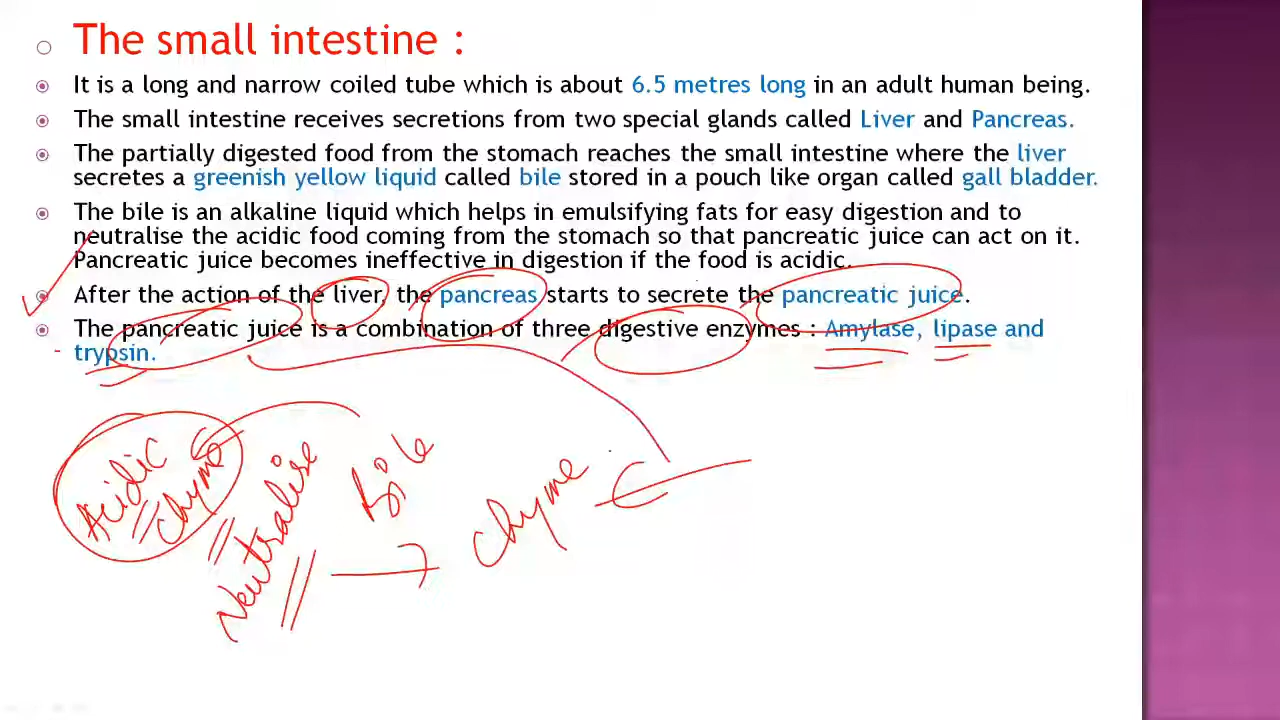 The small intestine :
It is a long and narrow coiled tube which is about 6.5 metres long in an adult human being.
The small intestine receives secretions from two special glands called Liver and Pancreas.
The partially digested food from the stomach reaches the small intestine where the liver
secretes a greenish yellow liquid called bile stored in a pouch like organ called gall bladder.
The bile is an alkaline liquid which helps in emulsifying fats for easy digestion and to
neutralise the acidic food coming from the stomach so that pancreatic juice can act on it.
Pancreatic juice becomes ineffective in digestion if the food is acidic.
After the action of the liver, the pancreas starts to secrete the pancreatic juice.
The pancreatic juice is a combination of three digestive enzymes : Amylase, lipase and
trypsin.
Acidic
chyme
Neutralise
Bile
chyme